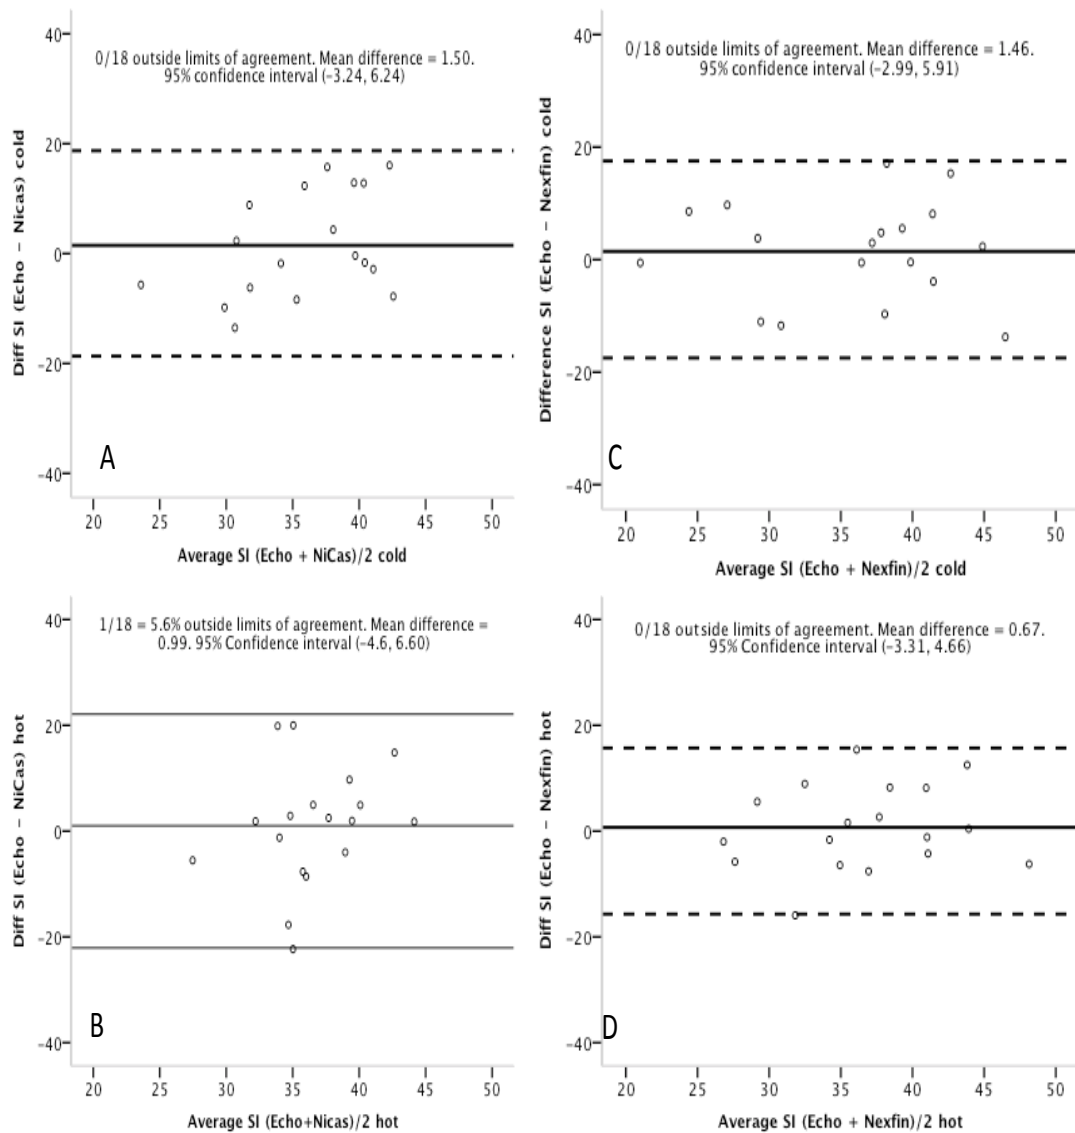 40
20
0
−20
−40
Diff SI (Echo − Nicas) cold
0/18 outside limits of agreement. Mean difference = 1.50.
95% confidence interval (−3.24, 6.24)
A
20 25 30 35 40 45 50
Average SI (Echo + NiCas)/2 cold
40
20
0
−20
−40
Difference SI (Echo − Nexfin) cold
0/18 outside limits of agreement. Mean difference = 1.46.
95% confidence interval (−2.99, 5.91)
C
20 25 30 35 40 45 50
Average SI (Echo + Nexfin)/2 cold
40
20
0
−20
−40
Diff SI (Echo − NiCas) hot
1/18 = 5.6% outside limits of agreement. Mean difference =
0.99. 95% Confidence interval (−4.6, 6.60)
B
20 25 30 35 40 45 50
Average SI (Echo+Nicas)/2 hot
40
20
0
−20
−40
Diff SI (Echo − Nexfin) hot
0/18 outside limits of agreement. Mean difference = 0.67.
95% Confidence interval (−3.31, 4.66)
D
20 25 30 35 40 45 50
Average SI (Echo + Nexfin)/2 hot